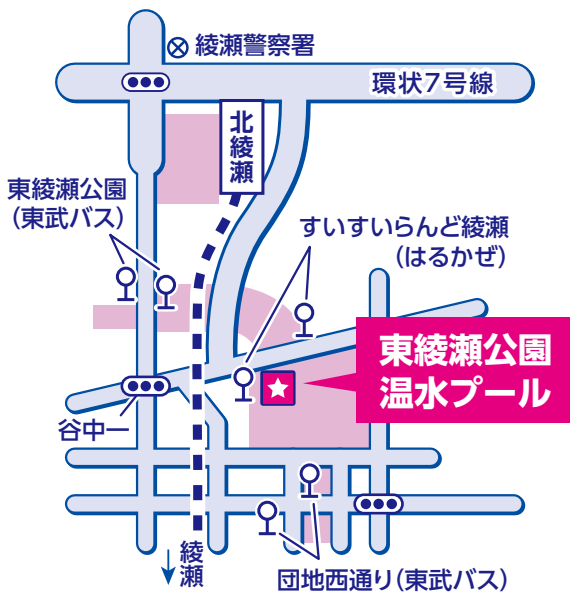 綾瀬警察署
環状7号線
北綾瀬
東綾瀬公園
(東武バス)
すいすいらんど綾瀬
(はるかぜ)
東綾瀬公園
温水プール
谷中一
綾瀬
団地西通り(東武バス)